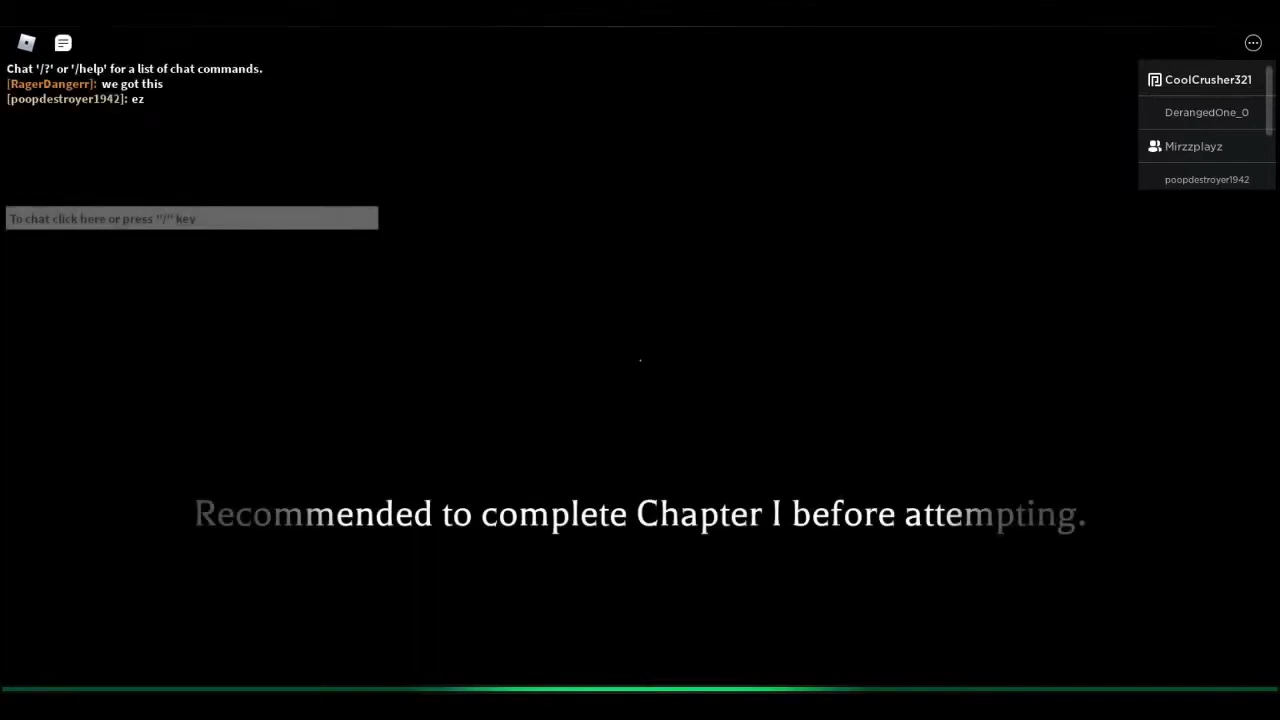 Chat '/?' or '/help' for a list of chat commands.
[RagerDangerr]: we got this
[poopdestroyer1942]: ez
CoolCrusher321
DerangedOne_0
Mirzzplayz
poopdestroyer1942
To chat click here or press "/" key
Recommended to complete Chapter I before attempting.